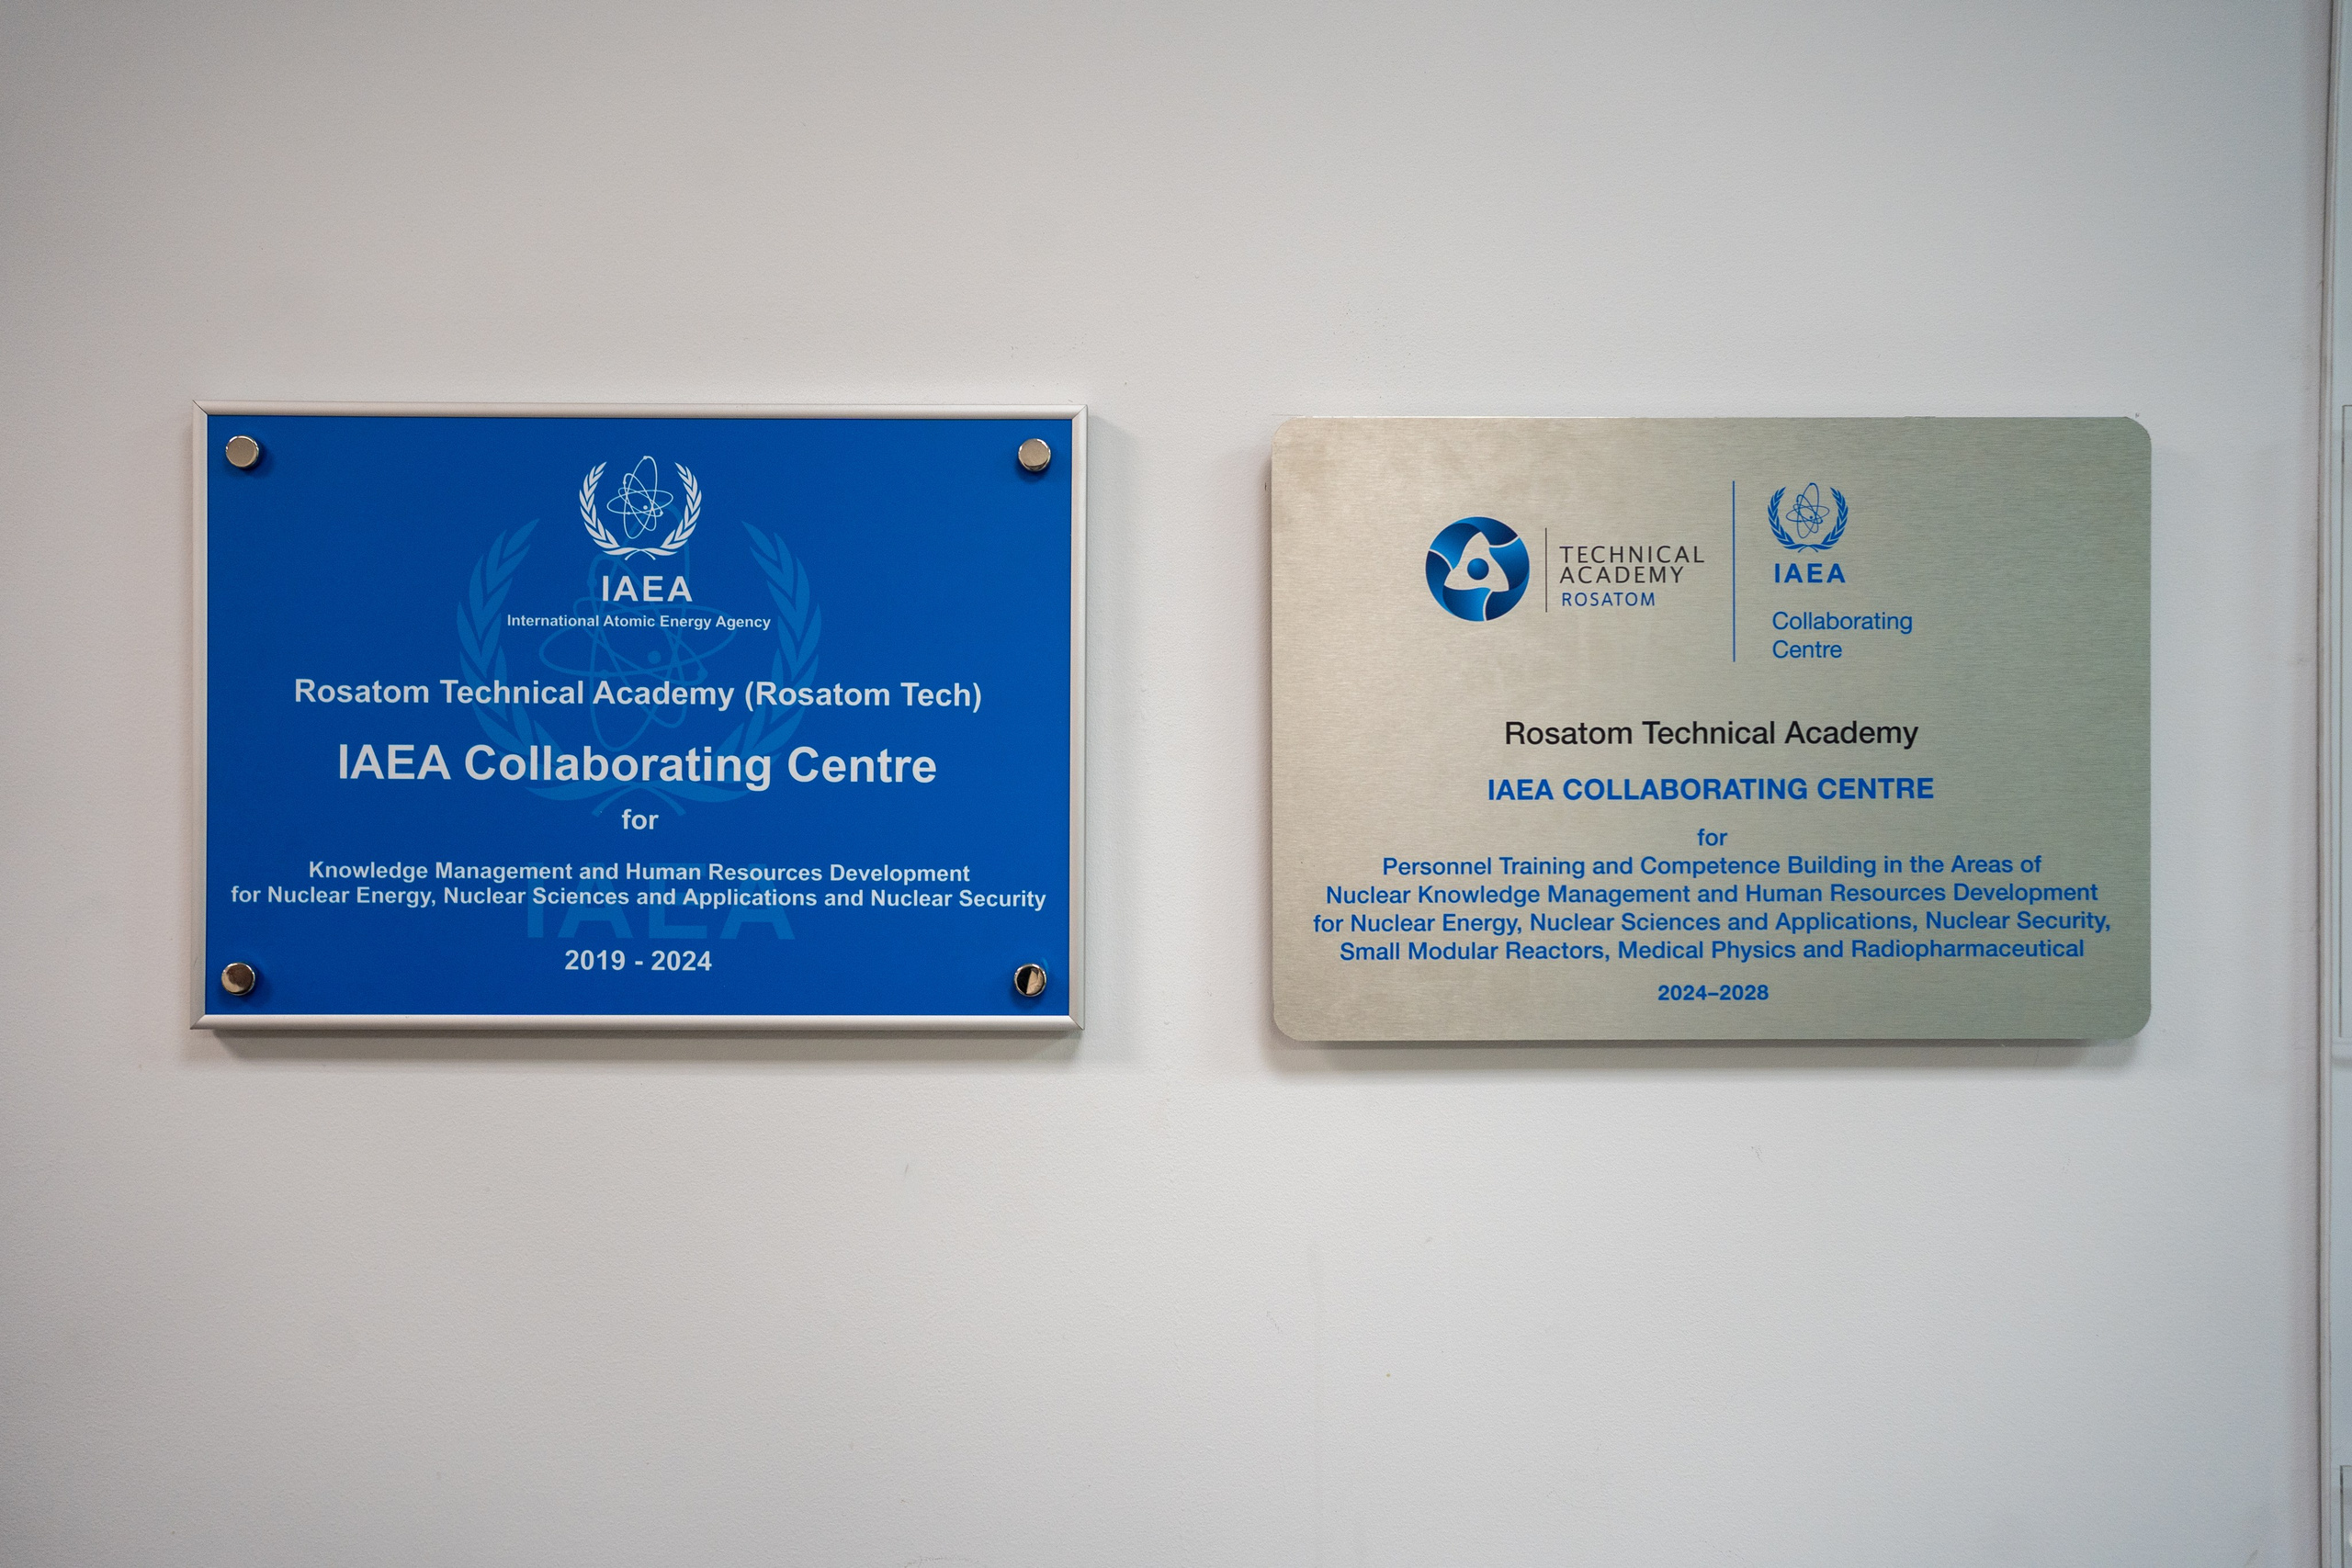 IAEA
International Atomic Energy Agency
Rosatom Technical Academy (Rosatom Tech)
IAEA Collaborating Centre
for
Knowledge Management and Human Resources Development
for Nuclear Energy, Nuclear Sciences and Applications and Nuclear Security
IAEA
2019 - 2024
TECHNICAL
ACADEMY
ROSATOM
IAEA
Collaborating
Centre
Rosatom Technical Academy
IAEA COLLABORATING CENTRE
for
Personnel Training and Competence Building in the Areas of
Nuclear Knowledge Management and Human Resources Development
for Nuclear Energy, Nuclear Sciences and Applications, Nuclear Security,
Small Modular Reactors, Medical Physics and Radiopharmaceutical
2024–2028